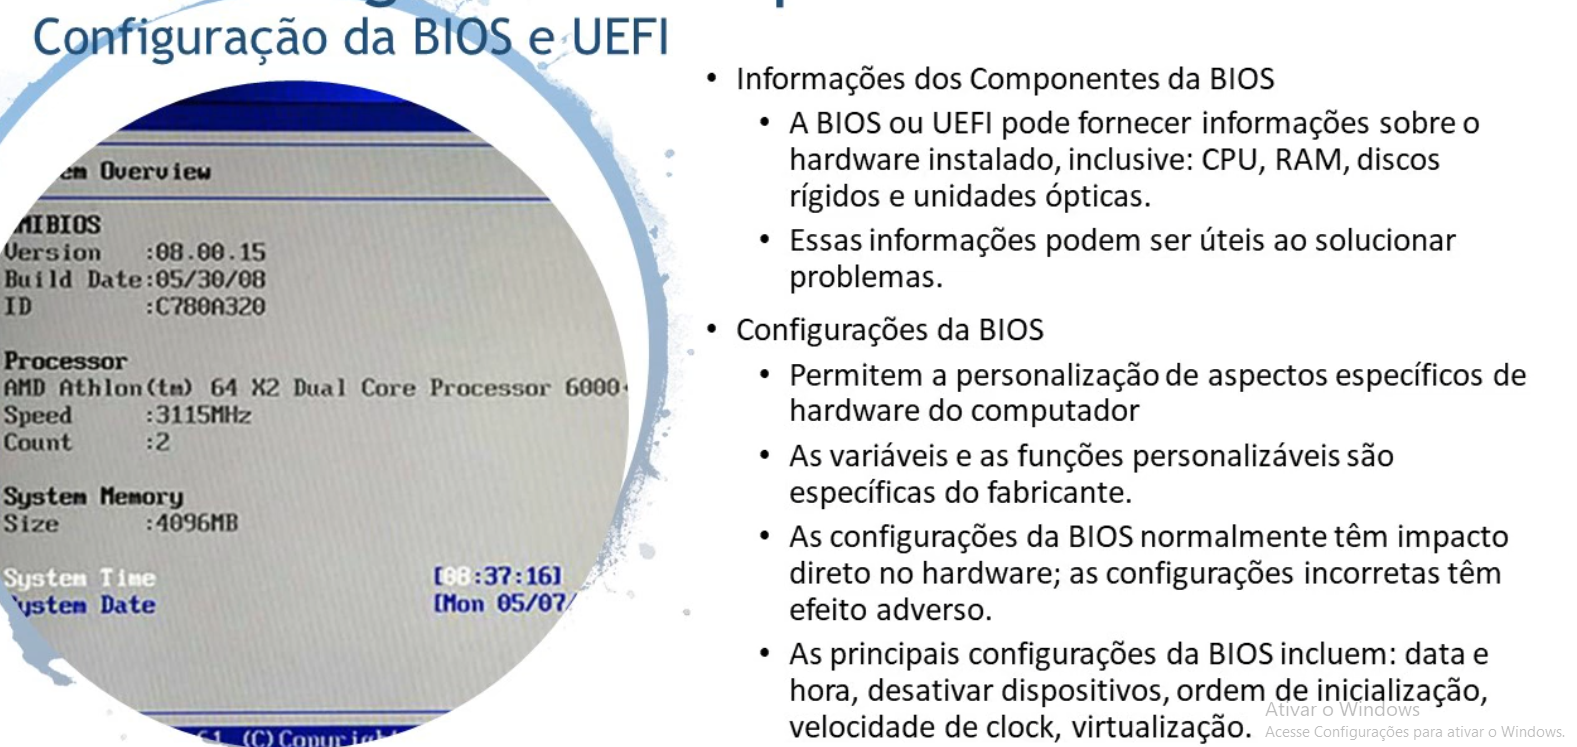 Configuração da BIOS e UEFI
• Informações dos Componentes da BIOS
• A BIOS ou UEFI pode fornecer informações sobre o
hardware instalado, inclusive: CPU, RAM, discos
rígidos e unidades ópticas.
• Essas informações podem ser úteis ao solucionar
problemas.
• Configurações da BIOS
• Permitem a personalização de aspectos específicos de
hardware do computador
• As variáveis e as funções personalizáveis são
específicas do fabricante.
• As configurações da BIOS normalmente têm impacto
direto no hardware; as configurações incorretas têm
efeito adverso.
• As principais configurações da BIOS incluem: data e
hora, desativar dispositivos, ordem de inicialização,
velocidade de clock, virtualização.
em Overview
MIBIOS
Version :08.00.15
Build Date:05/30/08
ID :C780A320
Processor
AMD Athlon(tm) 64 X2 Dual Core Processor 6000
Speed :3115MHz
Count :2
System Memory
Size :4096MB
System Time [08:37:16]
ystem Date [Mon 05/07/
(C)Copyrigh
Ativar o Windows
Acesse Configurações para ativar o Windows.